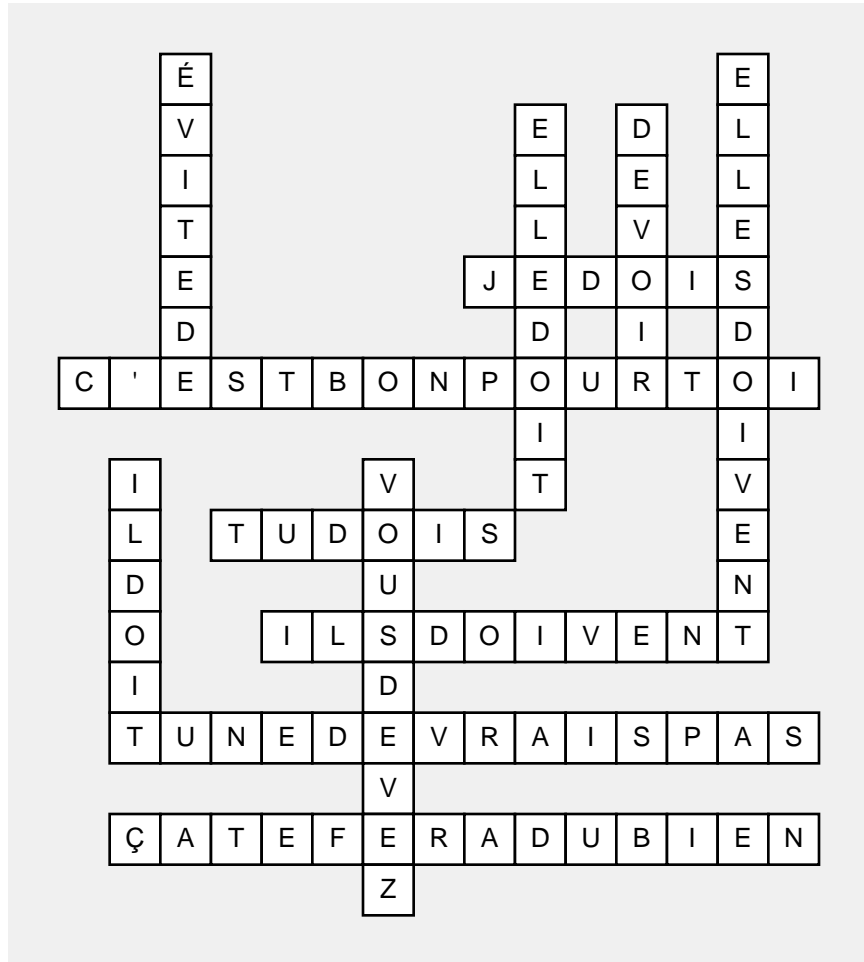 ÉVITEDE
ELLESDOIVENT
ELLEDOIT
DEVOIR
JEDOIS
C'ESTBONPOURTOI
ILDOIT
VOUSDEVEZ
TUDOIS
ILSDOIVENT
TUNEDEVRAISPAS
ÇATEFERADUBIEN